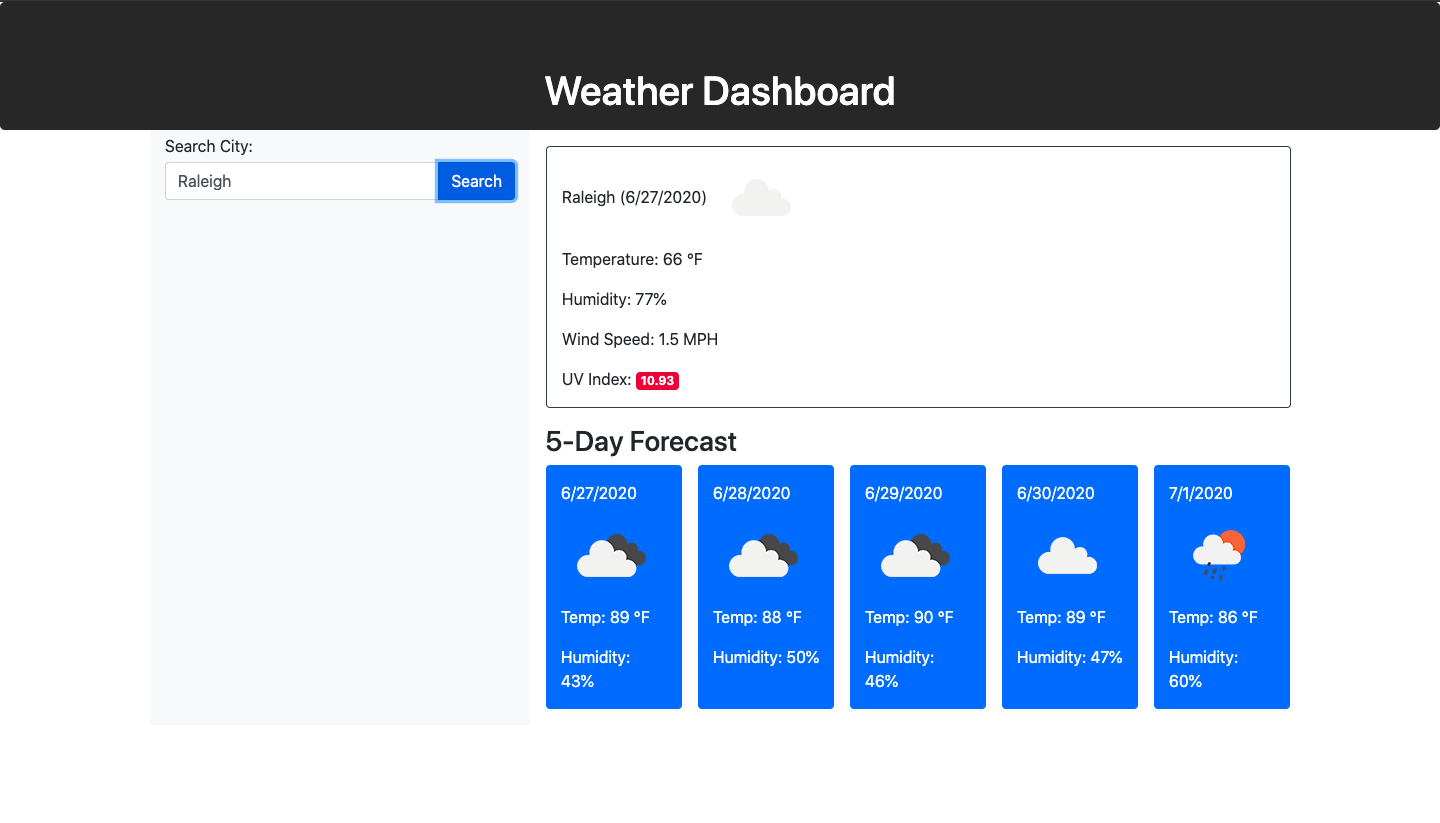 Weather Dashboard
Search City:
Raleigh
Search
Raleigh (6/27/2020)
Temperature: 66 °F
Humidity: 77%
Wind Speed: 1.5 MPH
UV Index: 10.93
5-Day Forecast
6/27/2020
Temp: 89 °F
Humidity:
43%
6/28/2020
Temp: 88 °F
Humidity: 50%
6/29/2020
Temp: 90 °F
Humidity:
46%
6/30/2020
Temp: 89 °F
Humidity: 47%
7/1/2020
Temp: 86 °F
Humidity:
60%